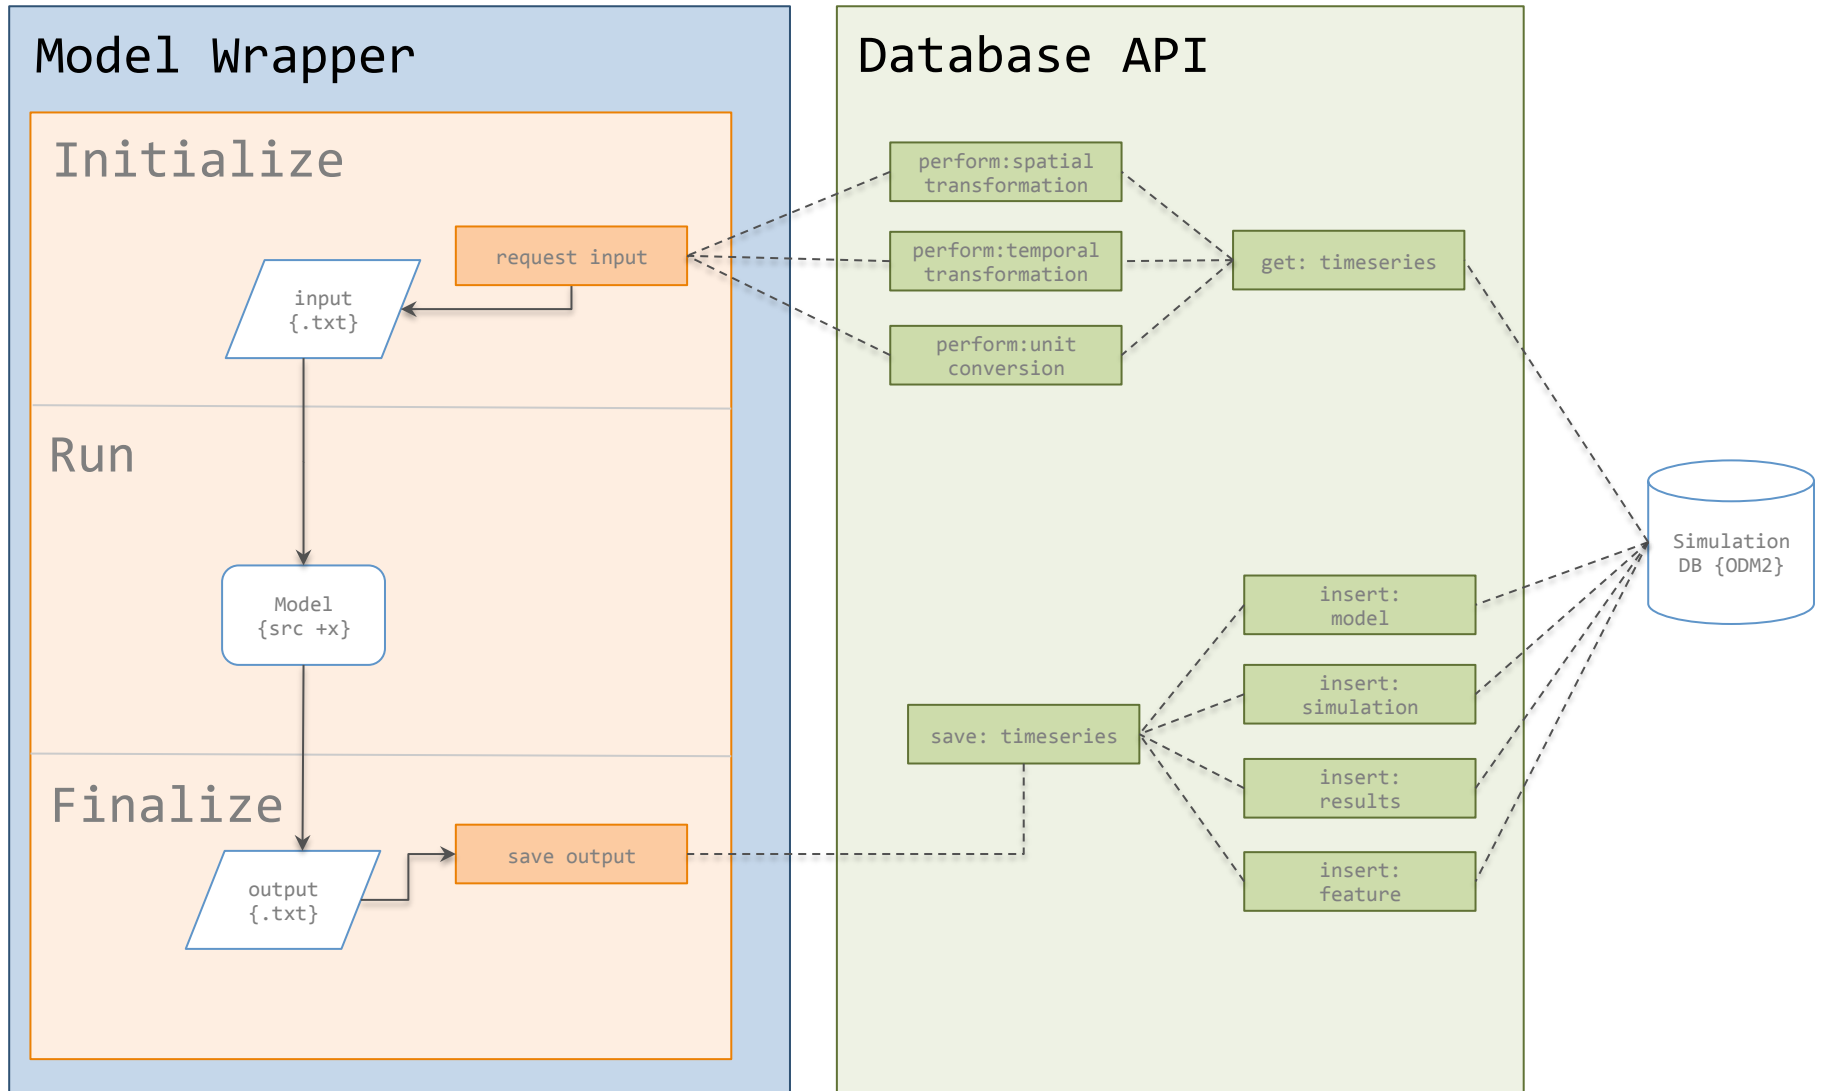 Model Wrapper
Initialize
request input
input
{.txt}
Run
Model
{src +x}
Finalize
save output
output
{.txt}
Database API
perform:spatial
transformation
perform:temporal
transformation
perform:unit
conversion
get: timeseries
save: timeseries
insert:
model
insert:
simulation
insert:
results
insert:
feature
Simulation
DB {ODM2}